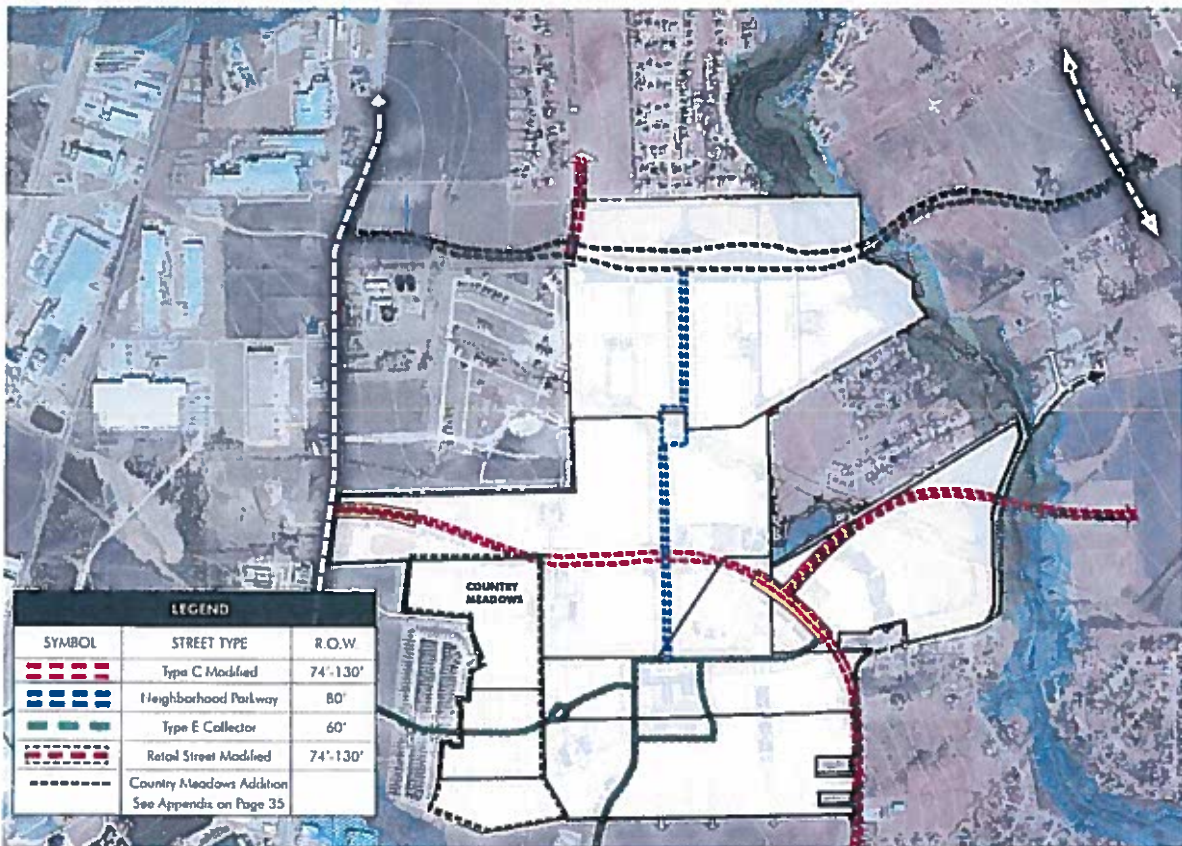 COUNTRY
MEADOWS
LEGEND
SYMBOL STREET TYPE R.O.W.
Type C Modified 74'-130'
Neighborhood Parkway 80'
Type E Collector 60'
Retail Street Modified 74'-130'
Country Meadows Addition
See Appendix on Page 35